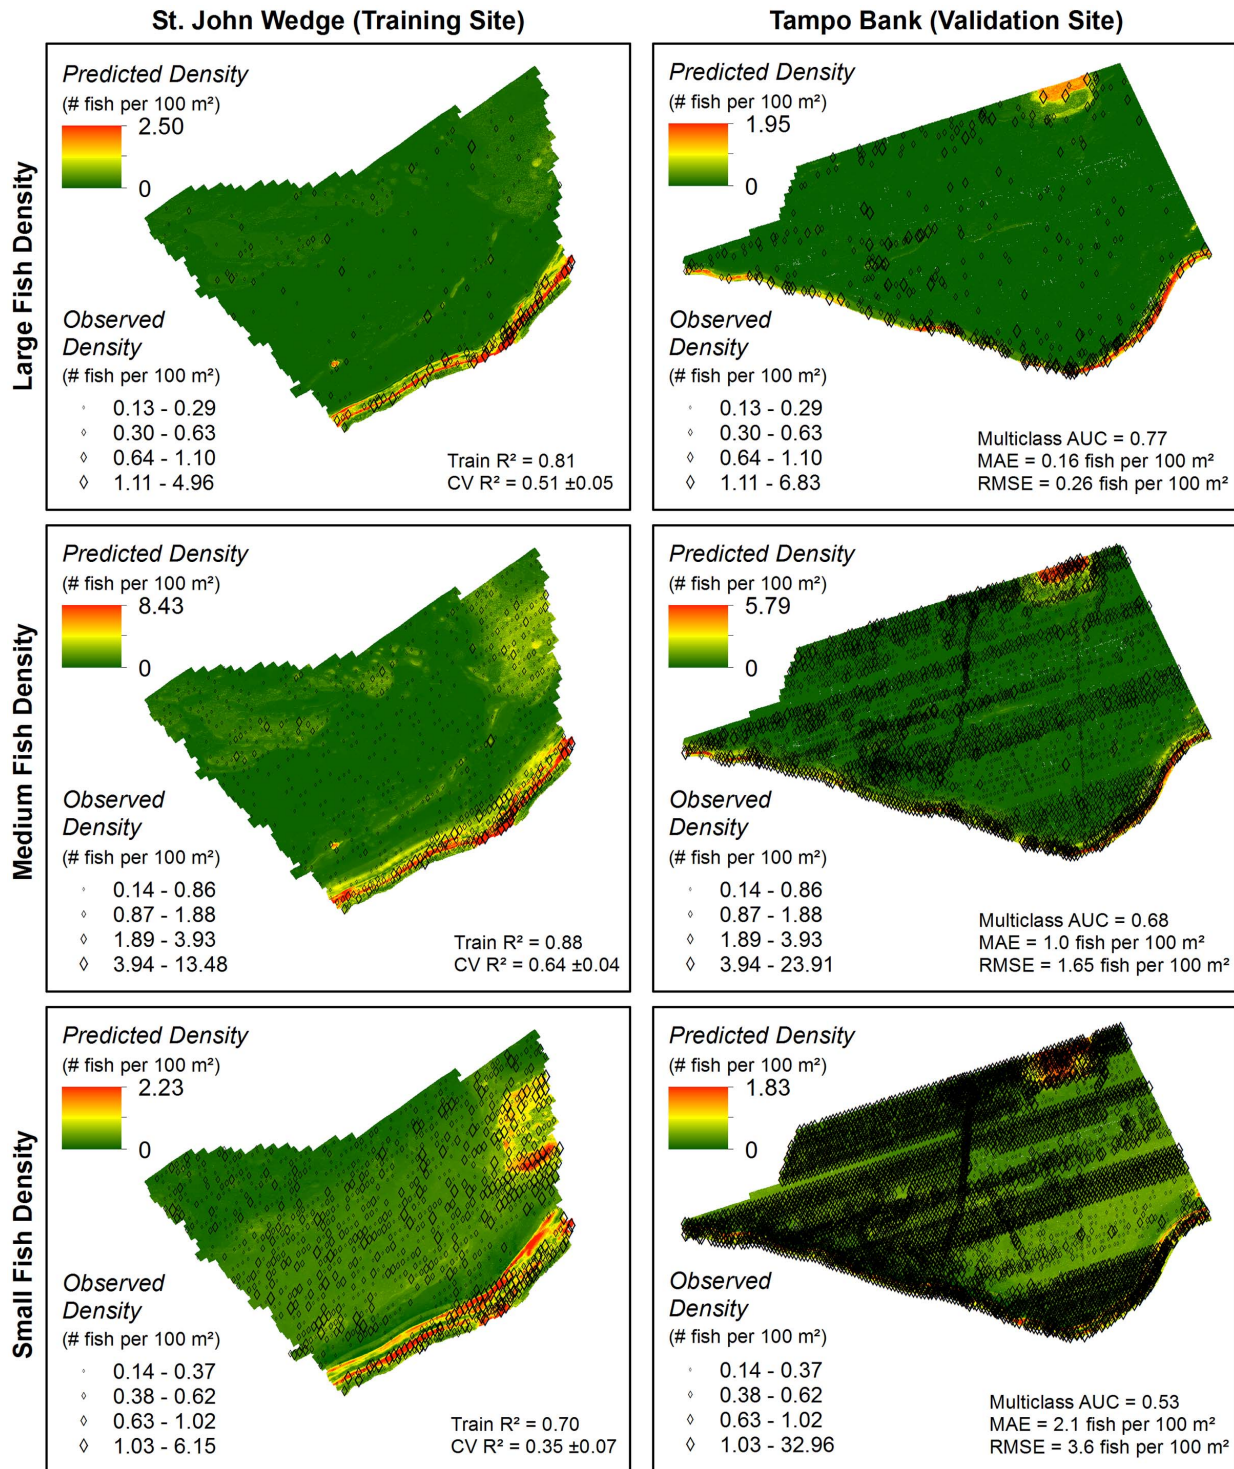 St. John Wedge (Training Site)
Tampo Bank (Validation Site)
Large Fish Density
Predicted Density
(# fish per 100 m²)
2.50
0
Observed
Density
(# fish per 100 m²)
0.13 - 0.29
0.30 - 0.63
0.64 - 1.10
1.11 - 4.96
Train R² = 0.81
CV R² = 0.51 ±0.05
Predicted Density
(# fish per 100 m²)
1.95
0
Observed
Density
(# fish per 100 m²)
0.13 - 0.29
0.30 - 0.63
0.64 - 1.10
1.11 - 6.83
Multiclass AUC = 0.77
MAE = 0.16 fish per 100 m²
RMSE = 0.26 fish per 100 m²
Medium Fish Density
Predicted Density
(# fish per 100 m²)
8.43
0
Observed
Density
(# fish per 100 m²)
0.14 - 0.86
0.87 - 1.88
1.89 - 3.93
3.94 - 13.48
Train R² = 0.88
CV R² = 0.64 ±0.04
Predicted Density
(# fish per 100 m²)
5.79
0
Observed
Density
(# fish per 100 m²)
0.14 - 0.86
0.87 - 1.88
1.89 - 3.93
3.94 - 23.91
Multiclass AUC = 0.68
MAE = 1.0 fish per 100 m²
RMSE = 1.65 fish per 100 m²
Small Fish Density
Predicted Density
(# fish per 100 m²)
2.23
0
Observed
Density
(# fish per 100 m²)
0.14 - 0.37
0.38 - 0.62
0.63 - 1.02
1.03 - 6.15
Train R² = 0.70
CV R² = 0.35 ±0.07
Predicted Density
(# fish per 100 m²)
1.83
0
Observed
Density
(# fish per 100 m²)
0.14 - 0.37
0.38 - 0.62
0.63 - 1.02
1.03 - 32.96
Multiclass AUC = 0.53
MAE = 2.1 fish per 100 m²
RMSE = 3.6 fish per 100 m²